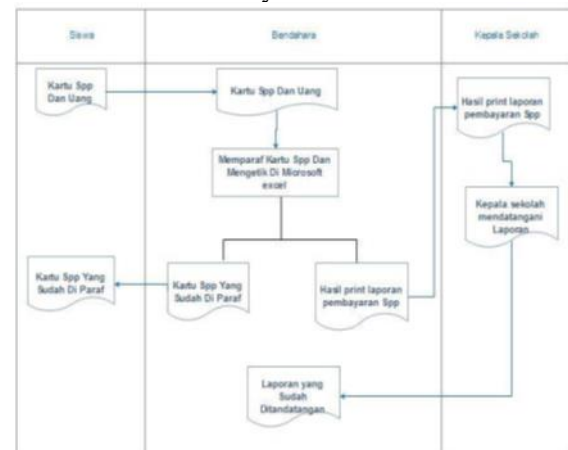 Siswa
Bendahara
Kepala Sekolah
Kartu Spp
Dan Uang
Kartu Spp Dan Uang
Hasil print laporan
pembayaran Spp
Memparaf Kartu Spp Dan
Mengetik Di Microsoft
excel
Kepala sekolah
mendatangani
Laporan
Kartu Spp Yang
Sudah Di Paraf
Kartu Spp Yang
Sudah Di Paraf
Hasil print laporan
pembayaran Spp
Laporan yang
Sudah
Ditandatangan